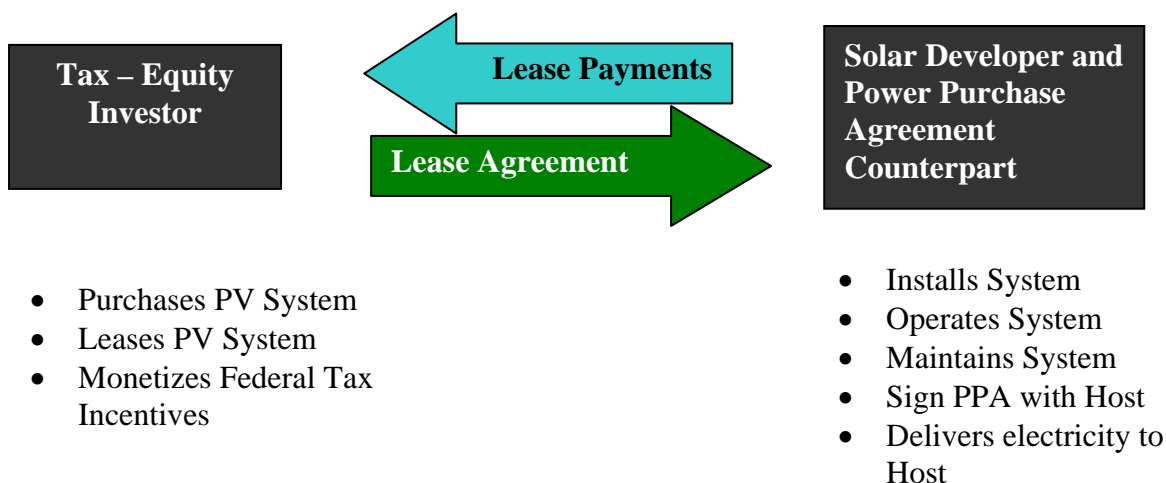 Tax – Equity
Investor
Lease Payments
Lease Agreement
Solar Developer and
Power Purchase
Agreement
Counterpart
• Purchases PV System
• Leases PV System
• Monetizes Federal Tax
Incentives
• Installs System
• Operates System
• Maintains System
• Sign PPA with Host
• Delivers electricity to
Host